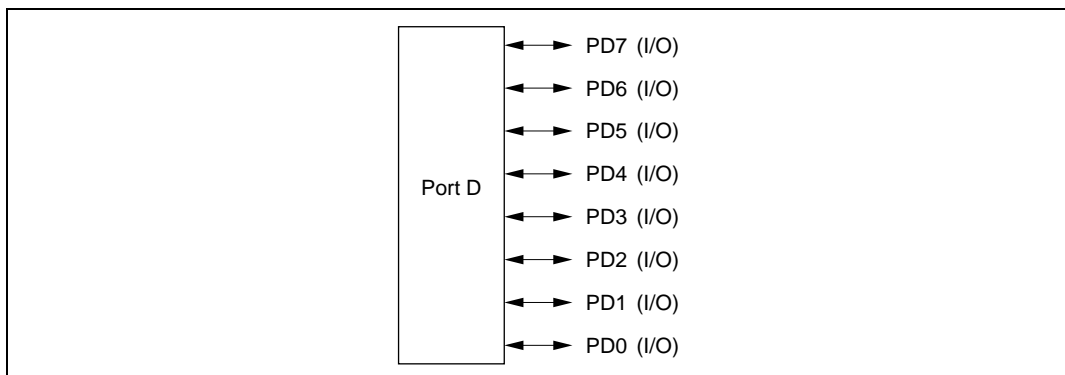 PD7 (I/O)
PD6 (I/O)
PD5 (I/O)
PD4 (I/O)
Port D
PD3 (I/O)
PD2 (I/O)
PD1 (I/O)
PD0 (I/O)